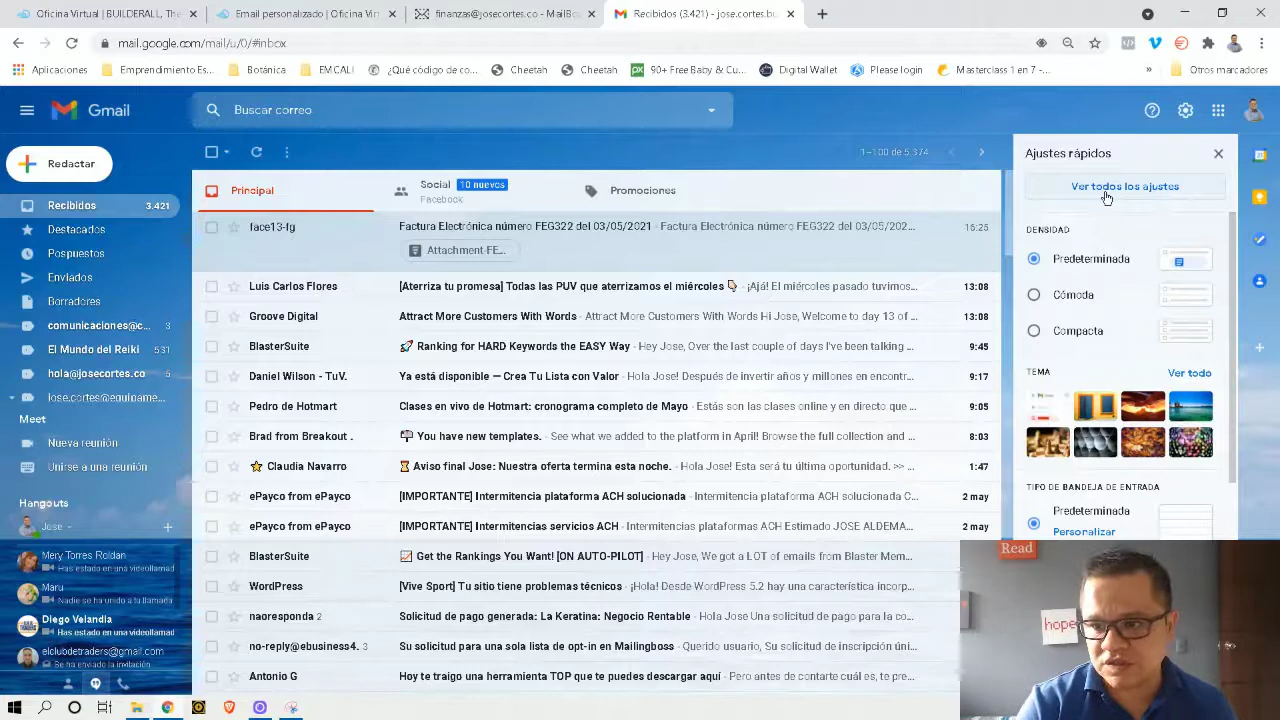 Builder | BUILDERALL, The
Email personalizado | Oficina Vir
finanzas@josecortes.co - MailBo
Recibidos (3.421) - jose.cortes.bu
mail.google.com/mail/u/0/#inbox
Aplicaciones
Emprendimiento Es...
Botánica
EMCALI
¿Qué código de co...
Cheetah
Cheetah
90+ Free Baby & Cu...
Digital Wallet
Please login
Masterclass 1 en 7 -...
»
Otros marcadores
Gmail
Buscar correo
Redactar
1–100 de 5.374
Recibidos 3.421
Destacados
Pospuestos
Enviados
Borradores
comunicaciones@c... 3
El Mundo del Reiki 531
hola@josecortes.co 5
jose.cortes@equipame...
Meet
Nueva reunión
Unirse a una reunión
Hangouts
Jose
Mery Torres Roldan
Has estado en una videollamad
Maru
Nadie se ha unido a tu llamada
Diego Velandia
Has estado en una videollamad
elclubdetraders@gmail.com
Se ha enviado la invitación
Principal
Social 10 nuevos
Facebook
Promociones
face13-fg Factura Electrónica número FEG322 del 03/05/2021 - Factura Electrónica número FEG322 del 03/05/202... 16:25
Attachment-FE...
Luis Carlos Flores [Aterriza tu promesa] Todas las PUV que aterrizamos el miércoles 👇 - ¡Ajá! El miércoles pasado tuvimos... 13:08
Groove Digital Attract More Customers With Words - Attract More Customers With Words Hi Jose, Welcome to day 13 of ... 13:08
BlasterSuite 🚀 Ranking for HARD Keywords the EASY Way - Hey Jose, Over the last couple of days I've been talking ... 9:45
Daniel Wilson - TuV. Ya está disponible — Crea Tu Lista con Valor - Hola Jose! Después de invertir años y millones en encontr... 9:17
Pedro de Hotmart Clases en vivo de Hotmart: cronograma completo de Mayo - Estás son las clases online y en directo que ... 9:05
Brad from Breakout . You have new templates. - See what we added to the platform in April! Browse the full collection and ... 8:03
⭐ Claudia Navarro ⏳ Aviso final Jose: Nuestra oferta termina esta noche. - Hola Jose! Esta será tu última oportunidad. >> ... 1:47
ePayco from ePayco [IMPORTANTE] Intermitencia plataforma ACH solucionada - Intermitencia plataforma ACH solucionada C... 2 may
ePayco from ePayco [IMPORTANTE] Intermitencia servicios ACH - Intermitencias plataformas ACH Estimado JOSE ALDEMA... 2 may
BlasterSuite 📈 Get the Rankings You Want! [ON AUTO-PILOT] - Hey Jose, We got a LOT of emails from Blaster Mem...
WordPress [Vive Sport] Tu sitio tiene problemas técnicos - ¡Hola! Desde WordPress 5.2 hay una característica incorp...
naoresponda 2 Solicitud de pago generada: La Keratina: Negocio Rentable - Hola Jose Una solicitud de pago para la co...
no-reply@ebusiness4. 3 Su solicitud para una sola lista de opt-in en Mailingboss - Querido usuario, Su solicitud de inscripción úni...
Antonio G Hoy te traigo una herramienta TOP que te puedes descargar aquí - Pero antes
Ajustes rápidos
Ver todos los ajustes
DENSIDAD
Predeterminada
Cómoda
Compacta
TEMA Ver todo
TIPO DE BANDEJA DE ENTRADA
Predeterminada
Personalizar
Read
hope